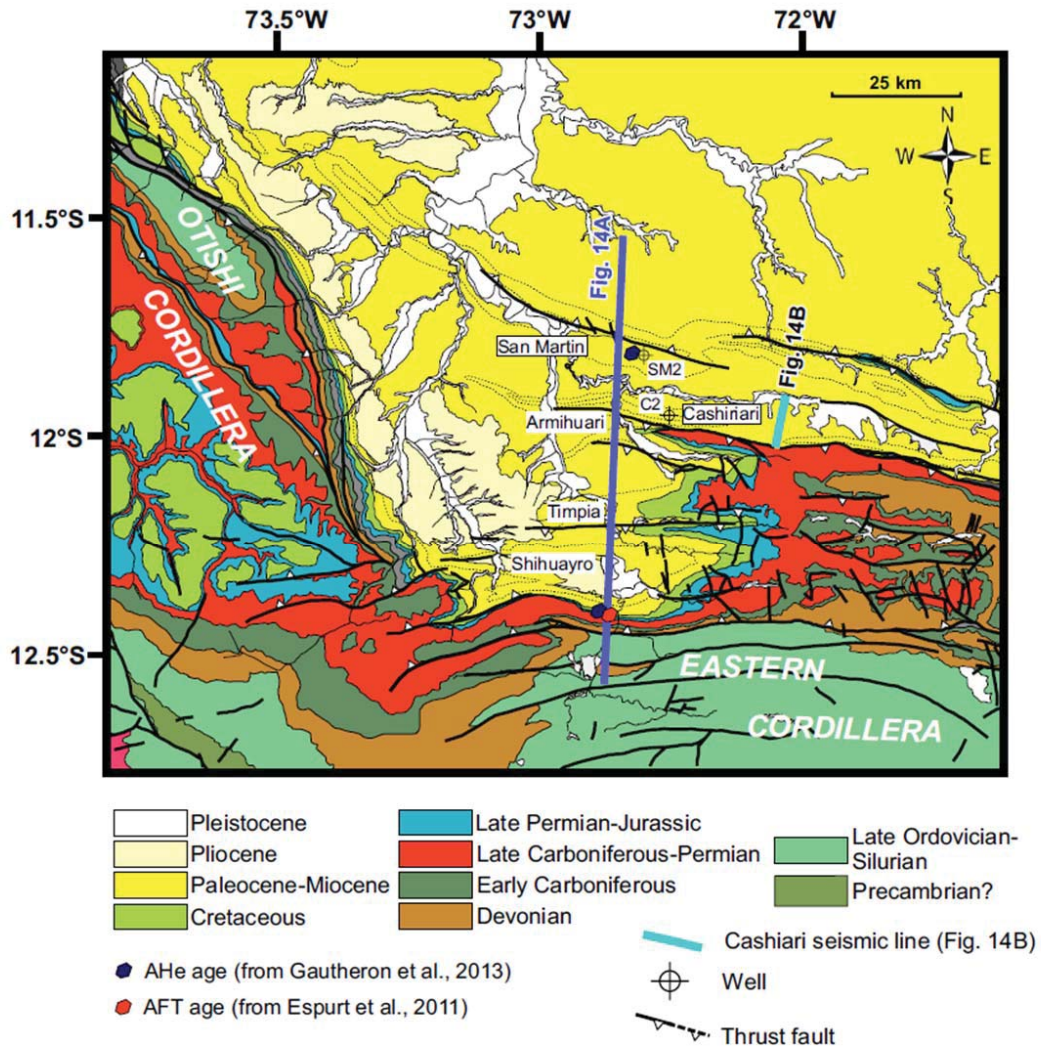 73.5°W
73°W
72°W
25 km
N
W
E
S
11.5°S
12°S
12.5°S
OTISHI
CORDILLERA
Fig. 14A
Fig. 14B
San Martin
SM2
C2
Cashiriari
Armihuari
Timpia
Shihuayro
EASTERN
CORDILLERA
Pleistocene
Pliocene
Paleocene-Miocene
Cretaceous
Late Permian-Jurassic
Late Carboniferous-Permian
Early Carboniferous
Devonian
Late Ordovician-
Silurian
Precambrian?
AHe age (from Gautheron et al., 2013)
AFT age (from Espurt et al., 2011)
Cashiari seismic line (Fig. 14B)
Well
Thrust fault